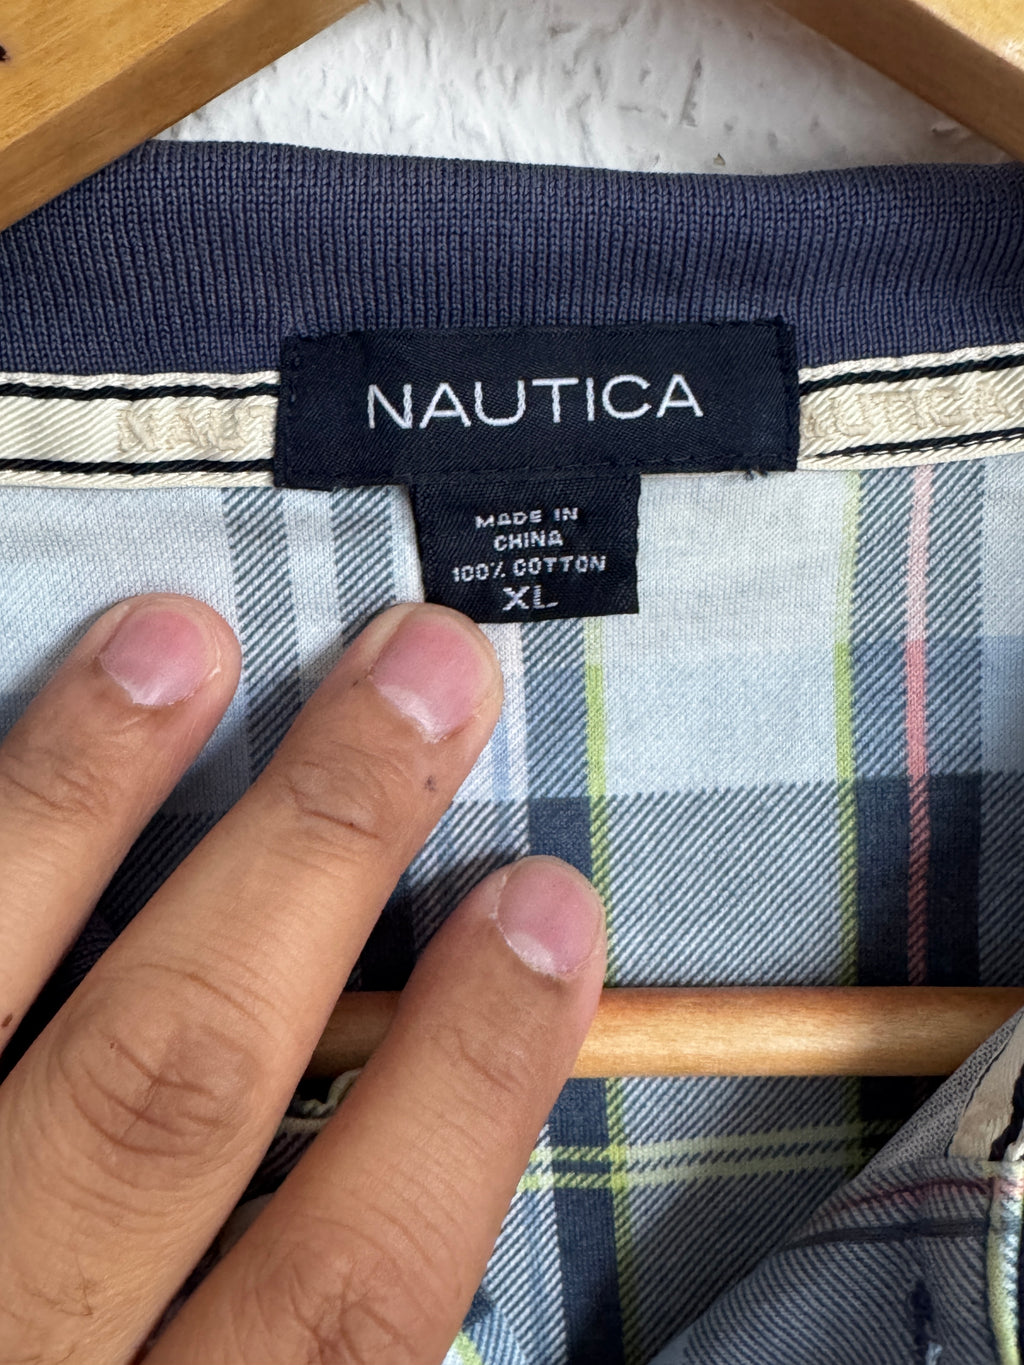 NAUTICA
MADE IN
CHINA
100% COTTON
XL